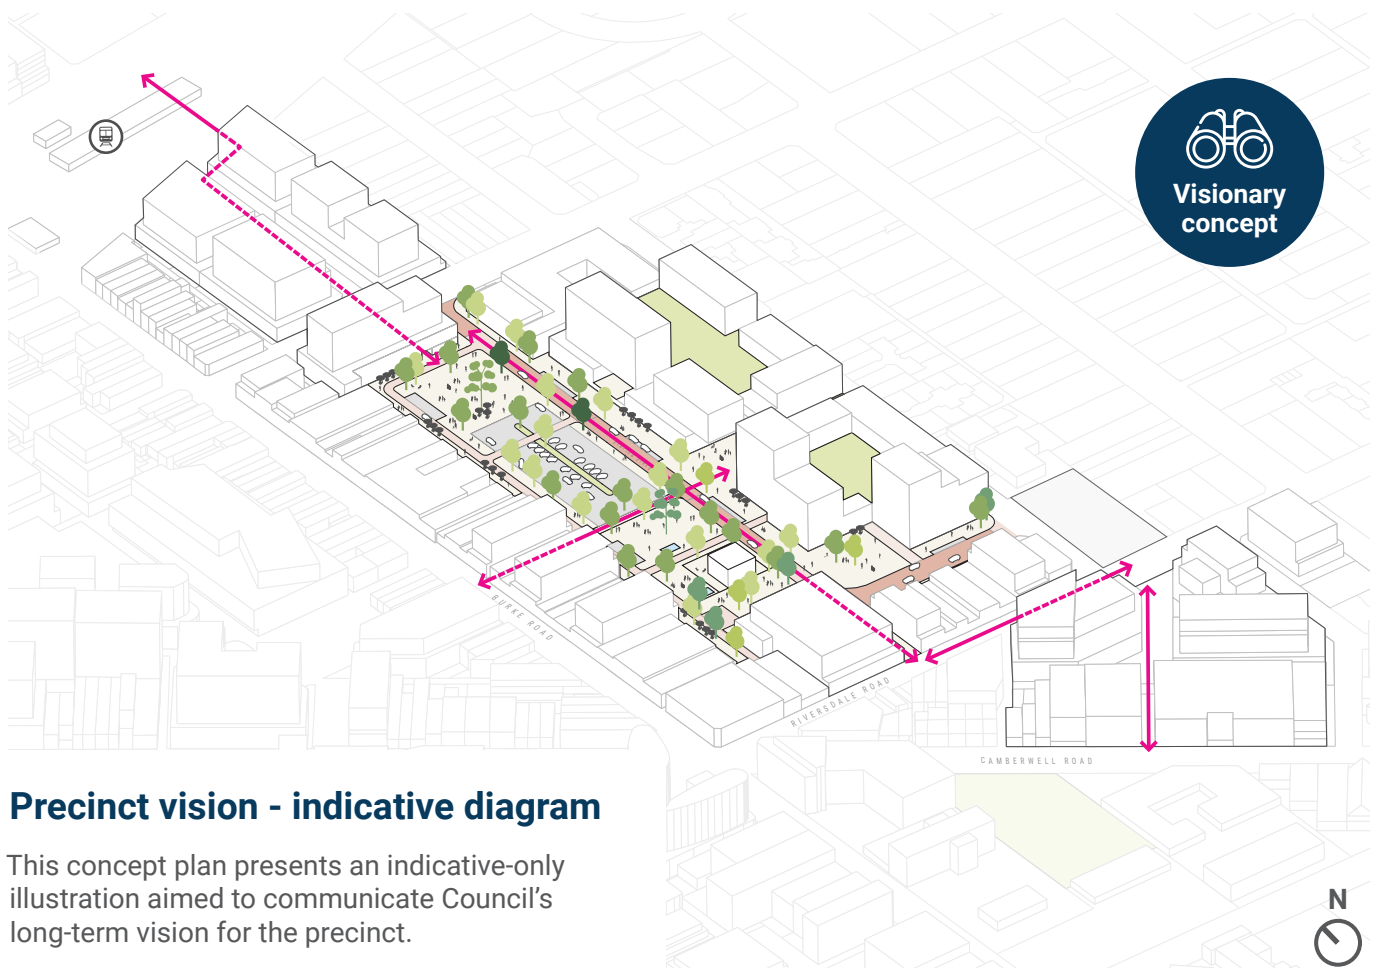 Visionary
concept
BURKE ROAD
RIVERSDALE ROAD
CAMBERWELL ROAD
Precinct vision - indicative diagram
This concept plan presents an indicative-only
illustration aimed to communicate Council’s
long-term vision for the precinct.
N